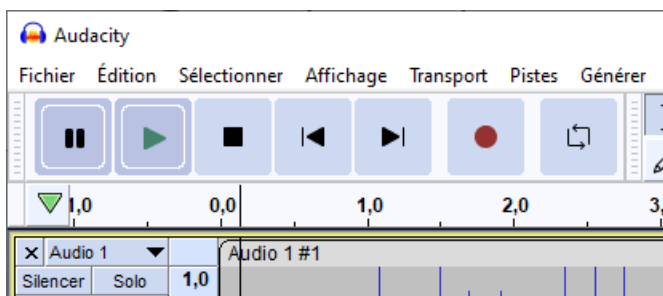 Audacity
Fichier Édition Sélectionner Affichage Transport Pistes Générer
1,0 0,0 1,0 2,0 3,
Audio 1 Audio 1 #1
Silencer Solo 1,0